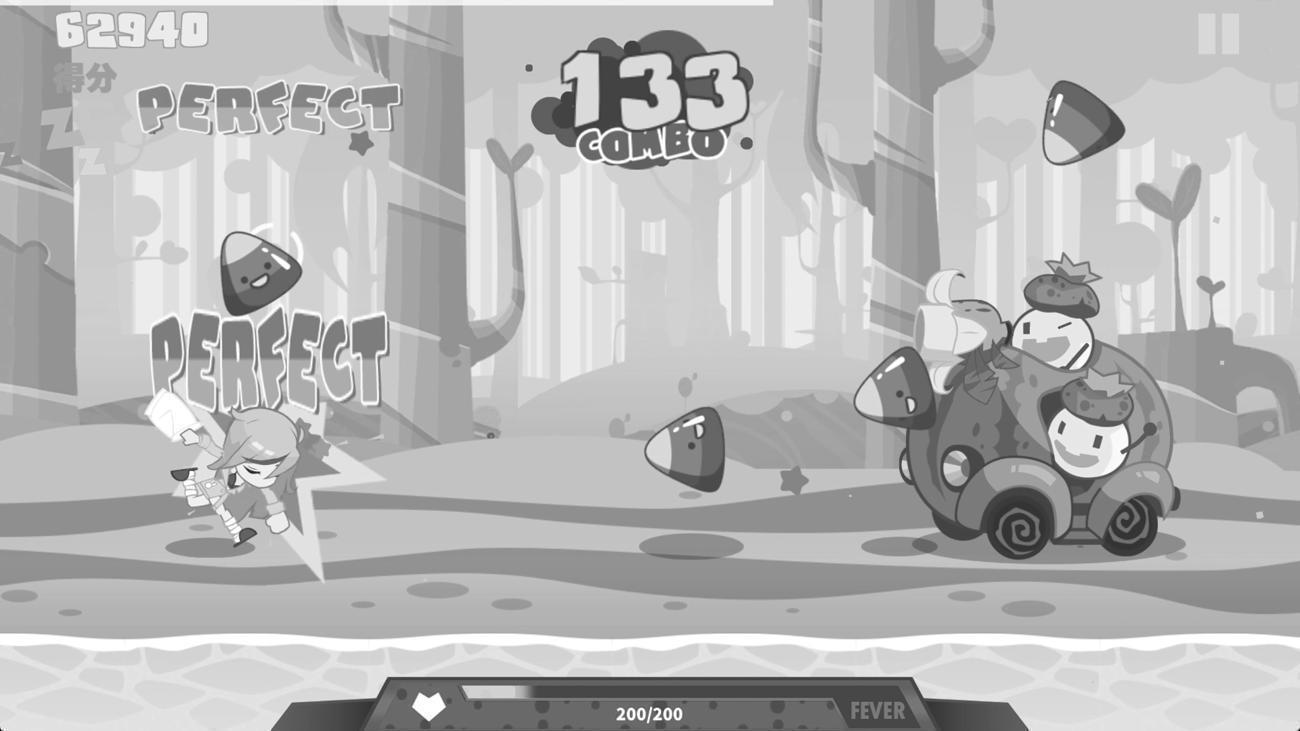 62940
得分
PERFECT
133
COMBO
z Z Z
PERFECT
200/200
FEVER